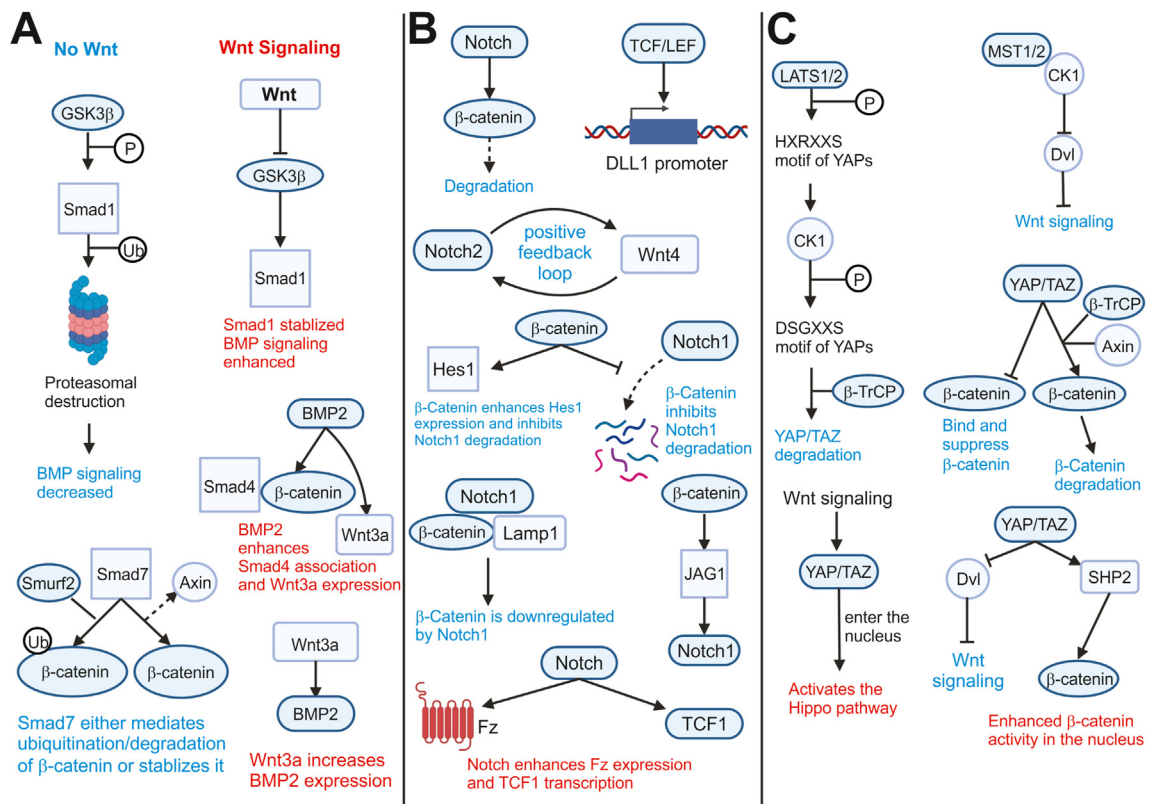 A
No Wnt
Wnt Signaling
GSK3β
P
Smad1
Ub
Proteasomal
destruction
BMP signaling
decreased
Wnt
GSK3β
Smad1
Smad1 stablized
BMP signaling
enhanced
BMP2
Smad4
β-catenin
Wnt3a
BMP2
enhances
Smad4 association
and Wnt3a expression
Smurf2
Smad7
Axin
Ub
β-catenin
β-catenin
Smad7 either mediates
ubiquitination/degradation
of β-catenin or stablizes it
Wnt3a
BMP2
Wnt3a increases
BMP2 expression
B
Notch
β-catenin
Degradation
TCF/LEF
DLL1 promoter
Notch2
positive
feedback
loop
Wnt4
β-catenin
Hes1
Notch1
β-Catenin enhances Hes1
expression and inhibits
Notch1 degradation
β-Catenin
inhibits
Notch1
degradation
Notch1
β-catenin
Lamp1
β-Catenin is downregulated
by Notch1
β-catenin
JAG1
Notch1
Notch
Fz
TCF1
Notch enhances Fz expression
and TCF1 transcription
C
LATS1/2
P
HXRXXS
motif of YAPs
CK1
P
DSGXXS
motif of YAPs
β-TrCP
YAP/TAZ
degradation
Wnt signaling
YAP/TAZ
enter the
nucleus
Activates the
Hippo pathway
MST1/2
CK1
Dvl
Wnt signaling
YAP/TAZ
β-TrCP
Axin
β-catenin
β-catenin
Bind and
suppress
β-catenin
β-Catenin
degradation
YAP/TAZ
Dvl
SHP2
Wnt
signaling
β-catenin
Enhanced β-catenin
activity in the nucleus